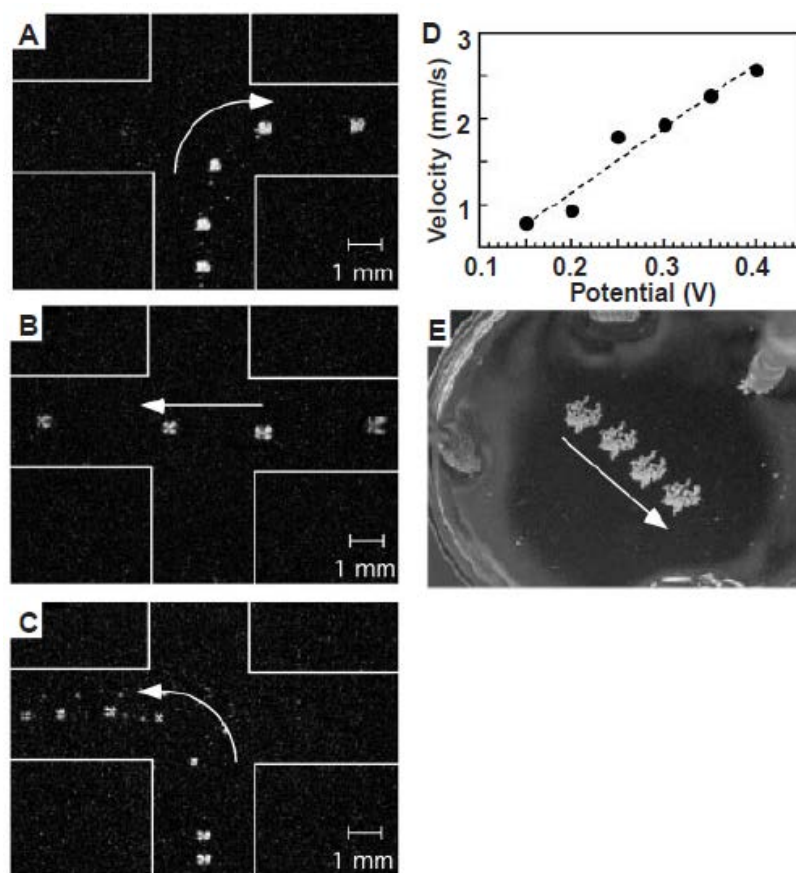 A
1 mm
B
1 mm
C
1 mm
D
3
2
1
Velocity (mm/s)
0.1 0.2 0.3 0.4
Potential (V)
E